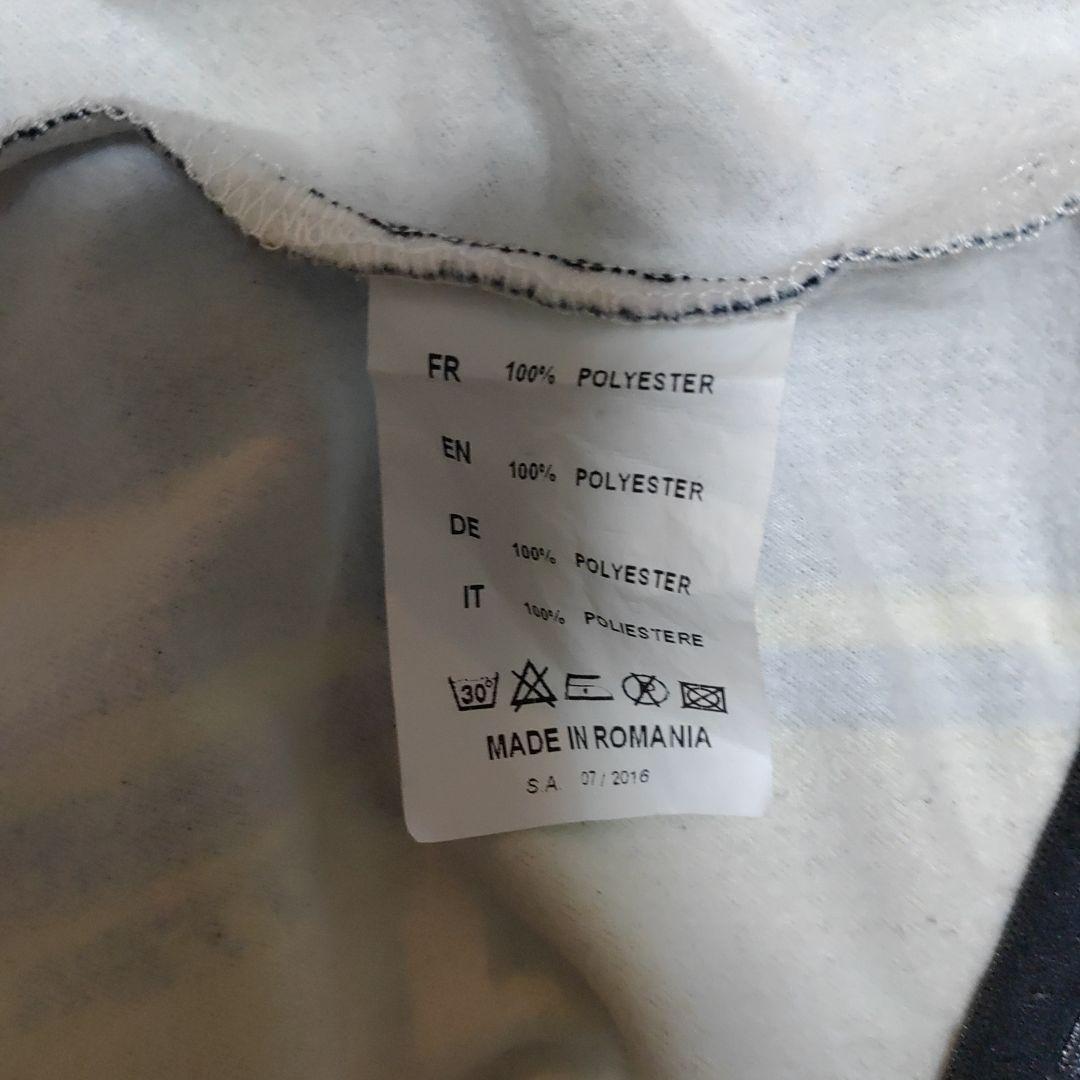 FR 100% POLYESTER
EN 100% POLYESTER
DE 100% POLYESTER
IT 100% POLIESTERE
30°
P
MADE IN ROMANIA
S.A. 07/2016